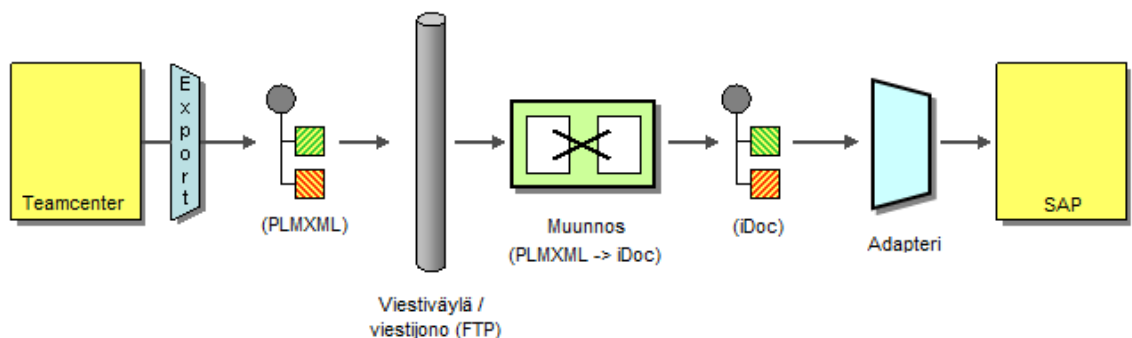 Teamcenter
Export
(PLMXML)
Viestiväylä /
viestijono (FTP)
Muunnos
(PLMXML -> iDoc)
(iDoc)
Adapteri
SAP